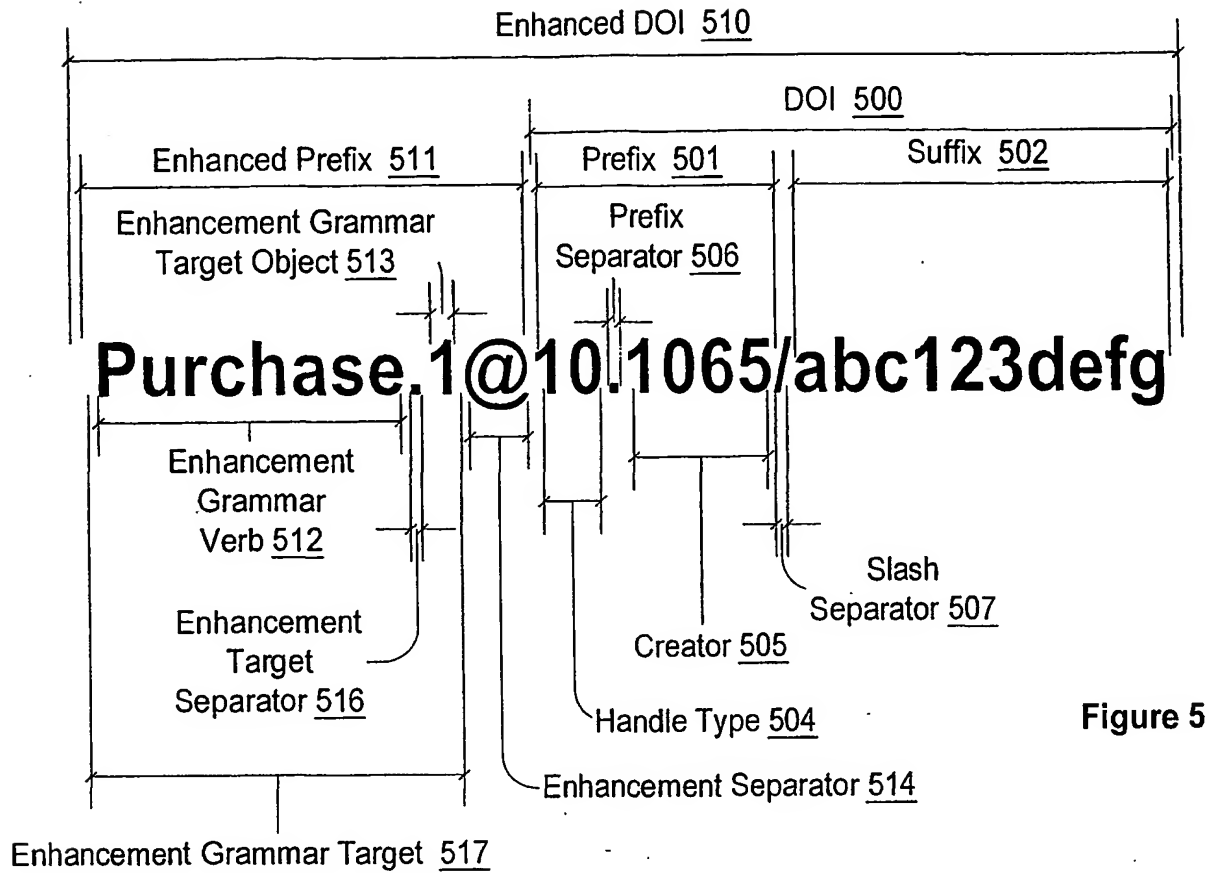 Enhanced DOI 510
DOI 500
Enhanced Prefix 511
Prefix 501
Suffix 502
Enhancement Grammar
Target Object 513
Prefix
Separator 506
Purchase.1@10.1065/abc123defg
Enhancement
Grammar
Verb 512
Slash
Separator 507
Enhancement
Target
Separator 516
Creator 505
Handle Type 504
Figure 5
Enhancement Separator 514
Enhancement Grammar Target 517